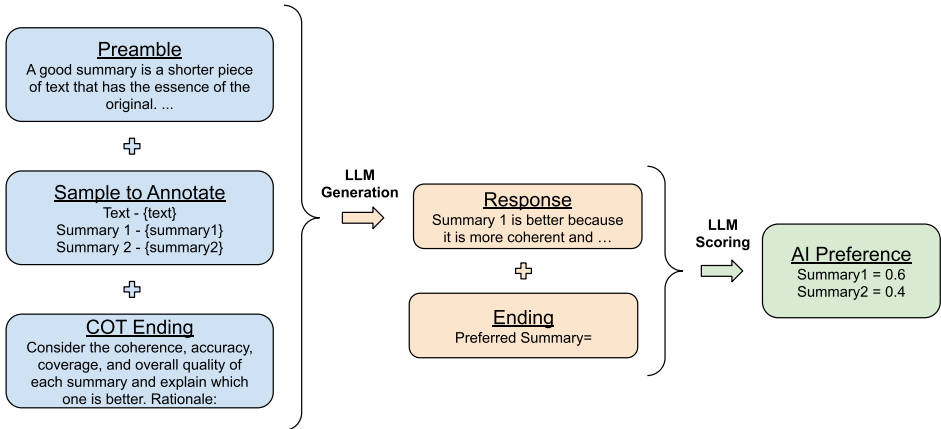 Preamble
A good summary is a shorter piece
of text that has the essence of the
original. ...
Sample to Annotate
Text - {text}
Summary 1 - {summary1}
Summary 2 - {summary2}
COT Ending
Consider the coherence, accuracy,
coverage, and overall quality of
each summary and explain which
one is better. Rationale:
LLM
Generation
Response
Summary 1 is better because
it is more coherent and ...
Ending
Preferred Summary=
LLM
Scoring
AI Preference
Summary1 = 0.6
Summary2 = 0.4